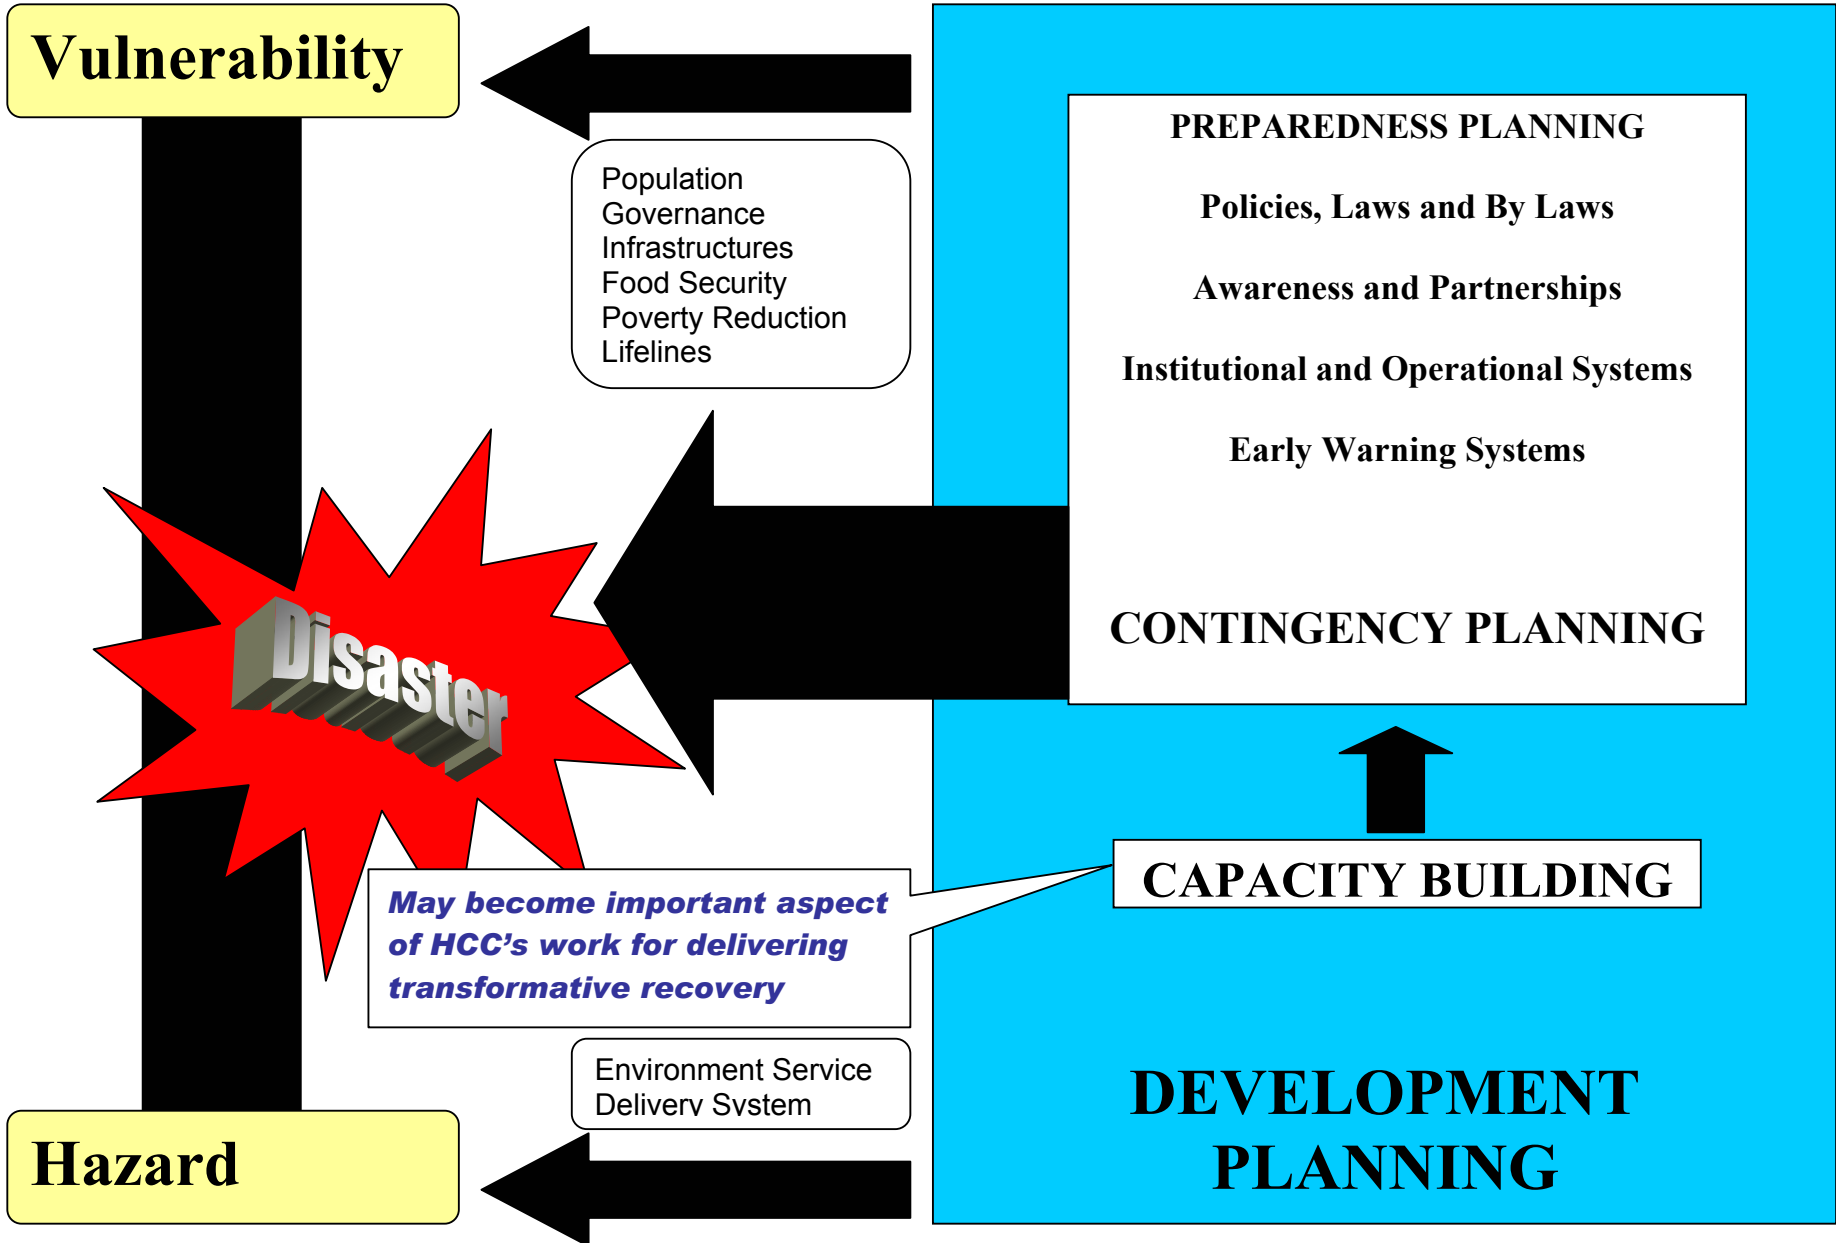 Vulnerability
Population
Governance
Infrastructures
Food Security
Poverty Reduction
Lifelines
PREPAREDNESS PLANNING
Policies, Laws and By Laws
Awareness and Partnerships
Institutional and Operational Systems
Early Warning Systems
CONTINGENCY PLANNING
Disaster
CAPACITY BUILDING
May become important aspect
of HCC’s work for delivering
transformative recovery
Environment Service
Delivery System
Hazard
DEVELOPMENT
PLANNING